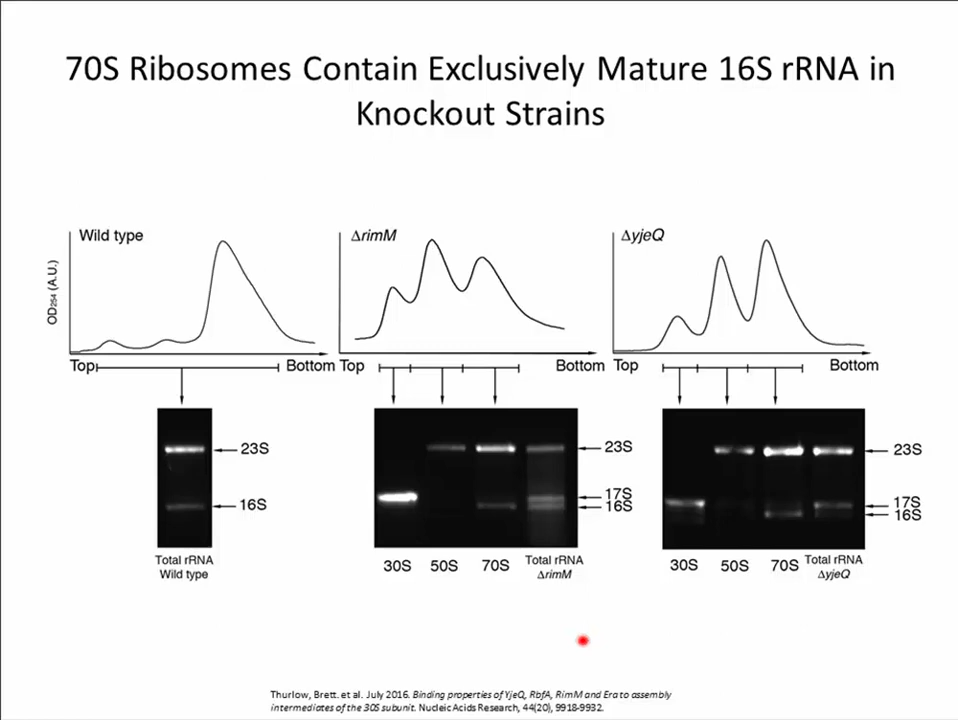 70S Ribosomes Contain Exclusively Mature 16S rRNA in
Knockout Strains
Wild type
OD254 (A.U.)
Top
Bottom
23S
16S
Total rRNA
Wild type
ΔrimM
Top
Bottom
23S
17S
16S
30S
50S
70S
Total rRNA
ΔrimM
ΔyjeQ
Top
Bottom
23S
17S
16S
30S
50S
70S
Total rRNA
ΔyjeQ
Thurlow, Brett. et al. July 2016. Binding properties of YjeQ, RbfA, RimM and Era to assembly
intermediates of the 30S subunit. Nucleic Acids Research, 44(20), 9918-9932.